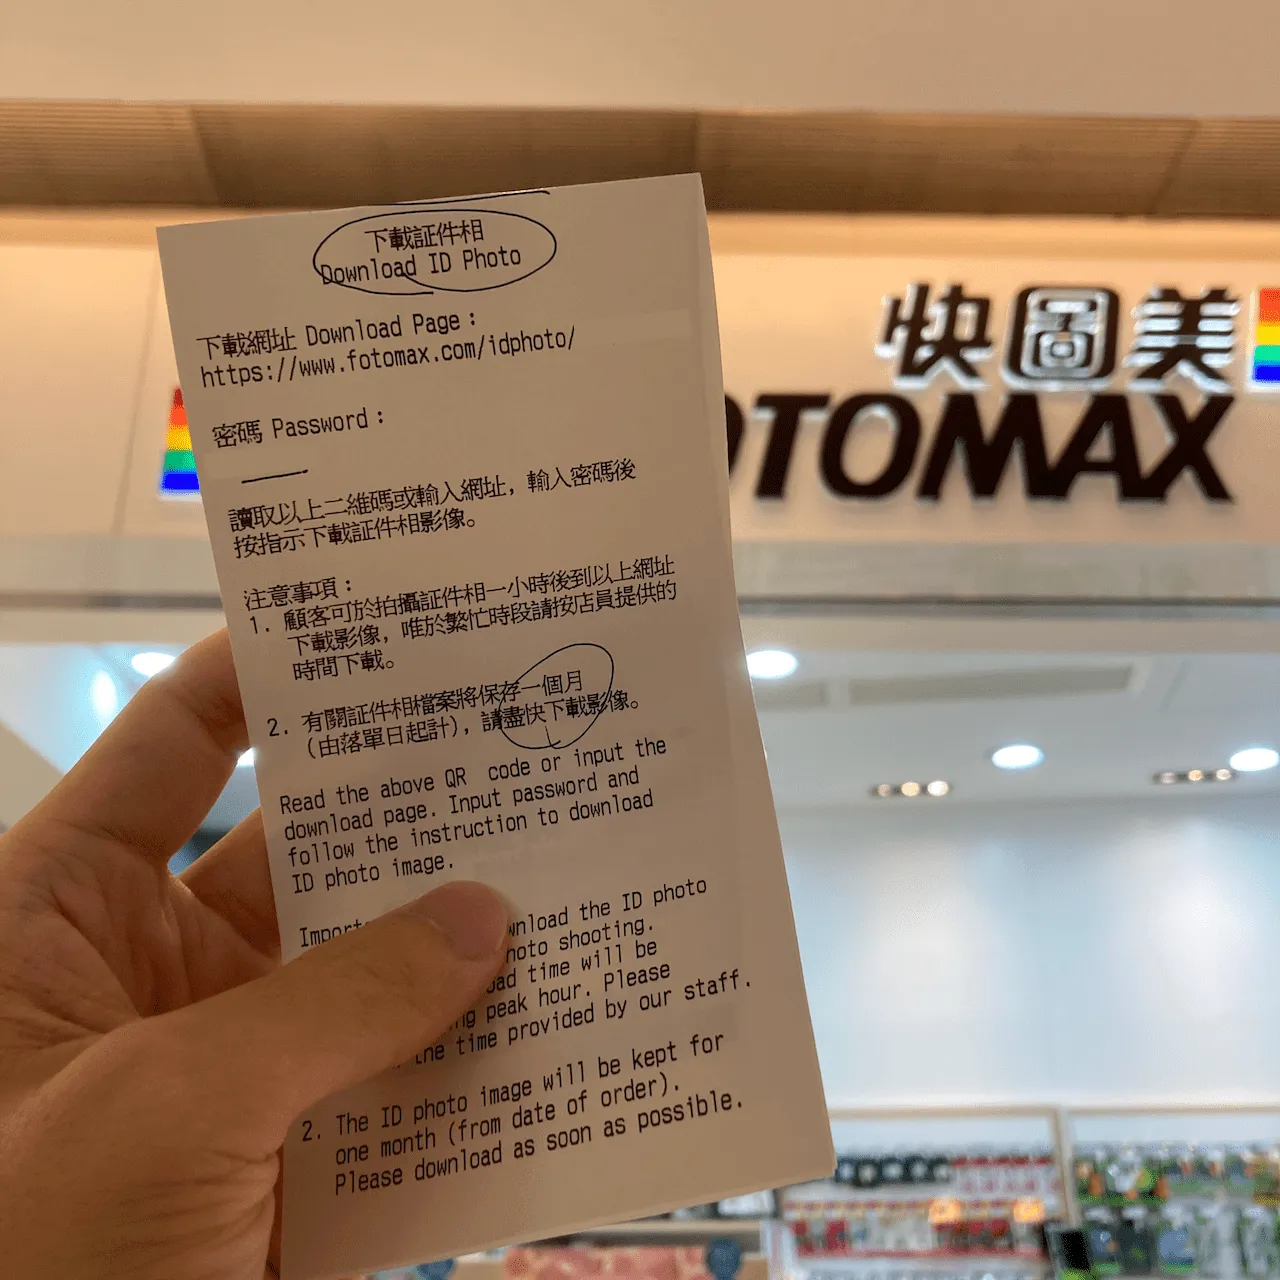 下載証件相
Download ID Photo
下載網址 Download Page：
https://www.fotomax.com/idphoto/
密碼 Password：
讀取以上二維碼或輸入網址，輸入密碼後
按指示下載証件相影像。
注意事項：
1. 顧客可於拍攝証件相一小時後到以上網址
下載影像，唯於繁忙時段請按店員提供的
時間下載。
2. 有關証件相檔案將保存一個月
（由落單日起計），請盡快下載影像。
Read the above QR code or input the
download page. Input password and
follow the instruction to download
ID photo image.
the ID photo
shooting.
time will be
peak hour. Please
the time provided by our staff.
2. The ID photo image will be kept for
one month (from date of order).
Please download as soon as possible.
快圖美
OTOMAX